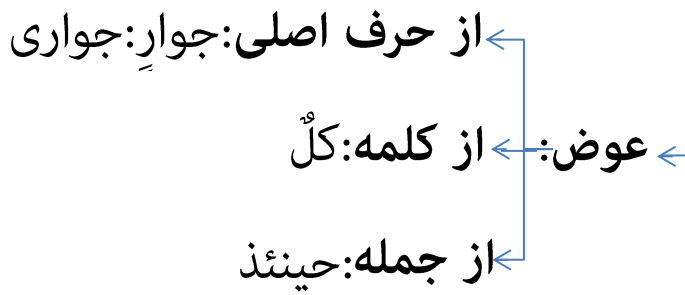 از حرف اصلی:جوارٍ:جواری
عوض:
از کلمه:کلٌ
از جمله:حینئذ